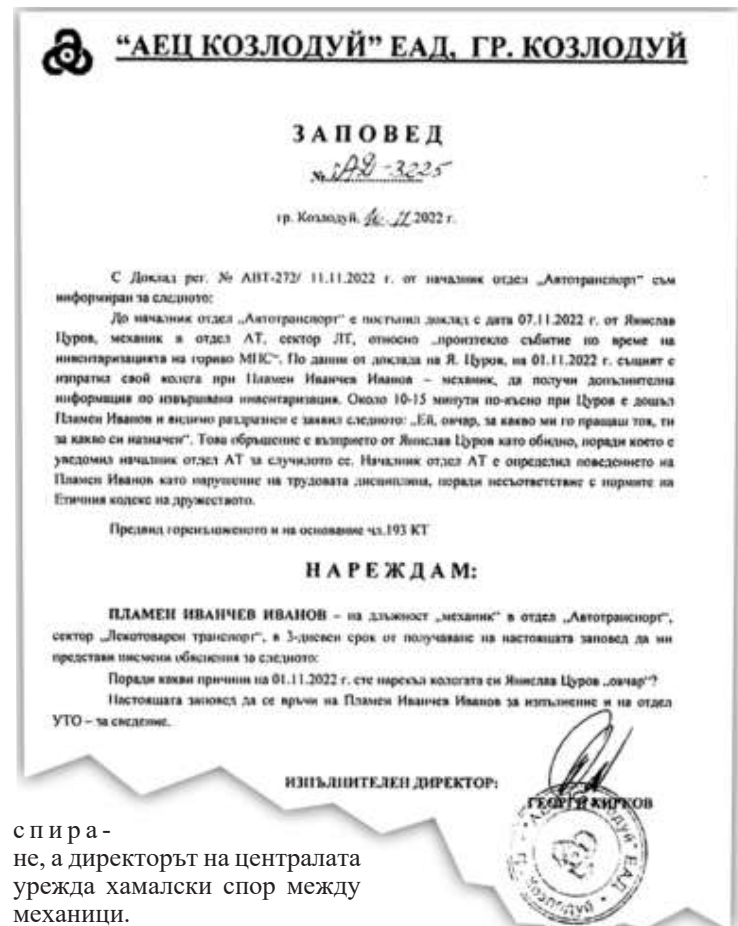 “АЕЦ КОЗЛОДУЙ” ЕАД, ГР. КОЗЛОДУЙ
ЗАПОВЕД
№ АД-3225
гр. Козлодуй, 2022 г.
С Доклад рег. № АВТ-272/ 11.11.2022 г. от началник отдел „Автотранспорт“ съм
информиран за следното:
До началник отдел „Автотранспорт“ е постъпил доклад с дата 07.11.2022 г. от Янислав
Цуров, механик в отдел АТ, сектор ЛТ, относно „произтекло събитие по време на
инвентаризацията на гориво МПС“. По данни от доклада на Я. Цуров, на 01.11.2022 г. същият е
изпратил свой колега при Пламен Иванчев Иванов – механик, да получи допълнителна
информация по извършвана инвентаризация. Около 10-15 минути по-късно при Цуров е дошъл
Пламен Иванов и видимо раздразнен е заявил следното: „Ей, овчар, за какво ми го пращаш тоя, ти
за какво си назначен“. Това обръщение е възприето от Янислав Цуров като обидно, поради което е
уведомил началник отдел АТ за случилото се. Началник отдел АТ е определил поведението на
Пламен Иванов като нарушение на трудовата дисциплина, поради несъответствие с нормите на
Етичния кодекс на дружеството.
Предвид гореизложеното и на основание чл.193 КТ
НАРЕЖДАМ:
ПЛАМЕН ИВАНЧЕВ ИВАНОВ – на длъжност „механик“ в отдел „Автотранспорт“,
сектор „Лекотоварен транспорт“, в 3-дневен срок от получаване на настоящата заповед да ми
представи писмени обяснения за следното:
Поради какви причини на 01.11.2022 г. сте нарекъл колегата си Янислав Цуров „овчар“?
Настоящата заповед да се връчи на Пламен Иванчев Иванов за изпълнение и на отдел
УТО – за сведение.
ИЗПЪЛНИТЕЛЕН ДИРЕКТОР:
ГЕОРГИ КИРКОВ
спира-
не, а директорът на централата
урежда хамалски спор между
механици.